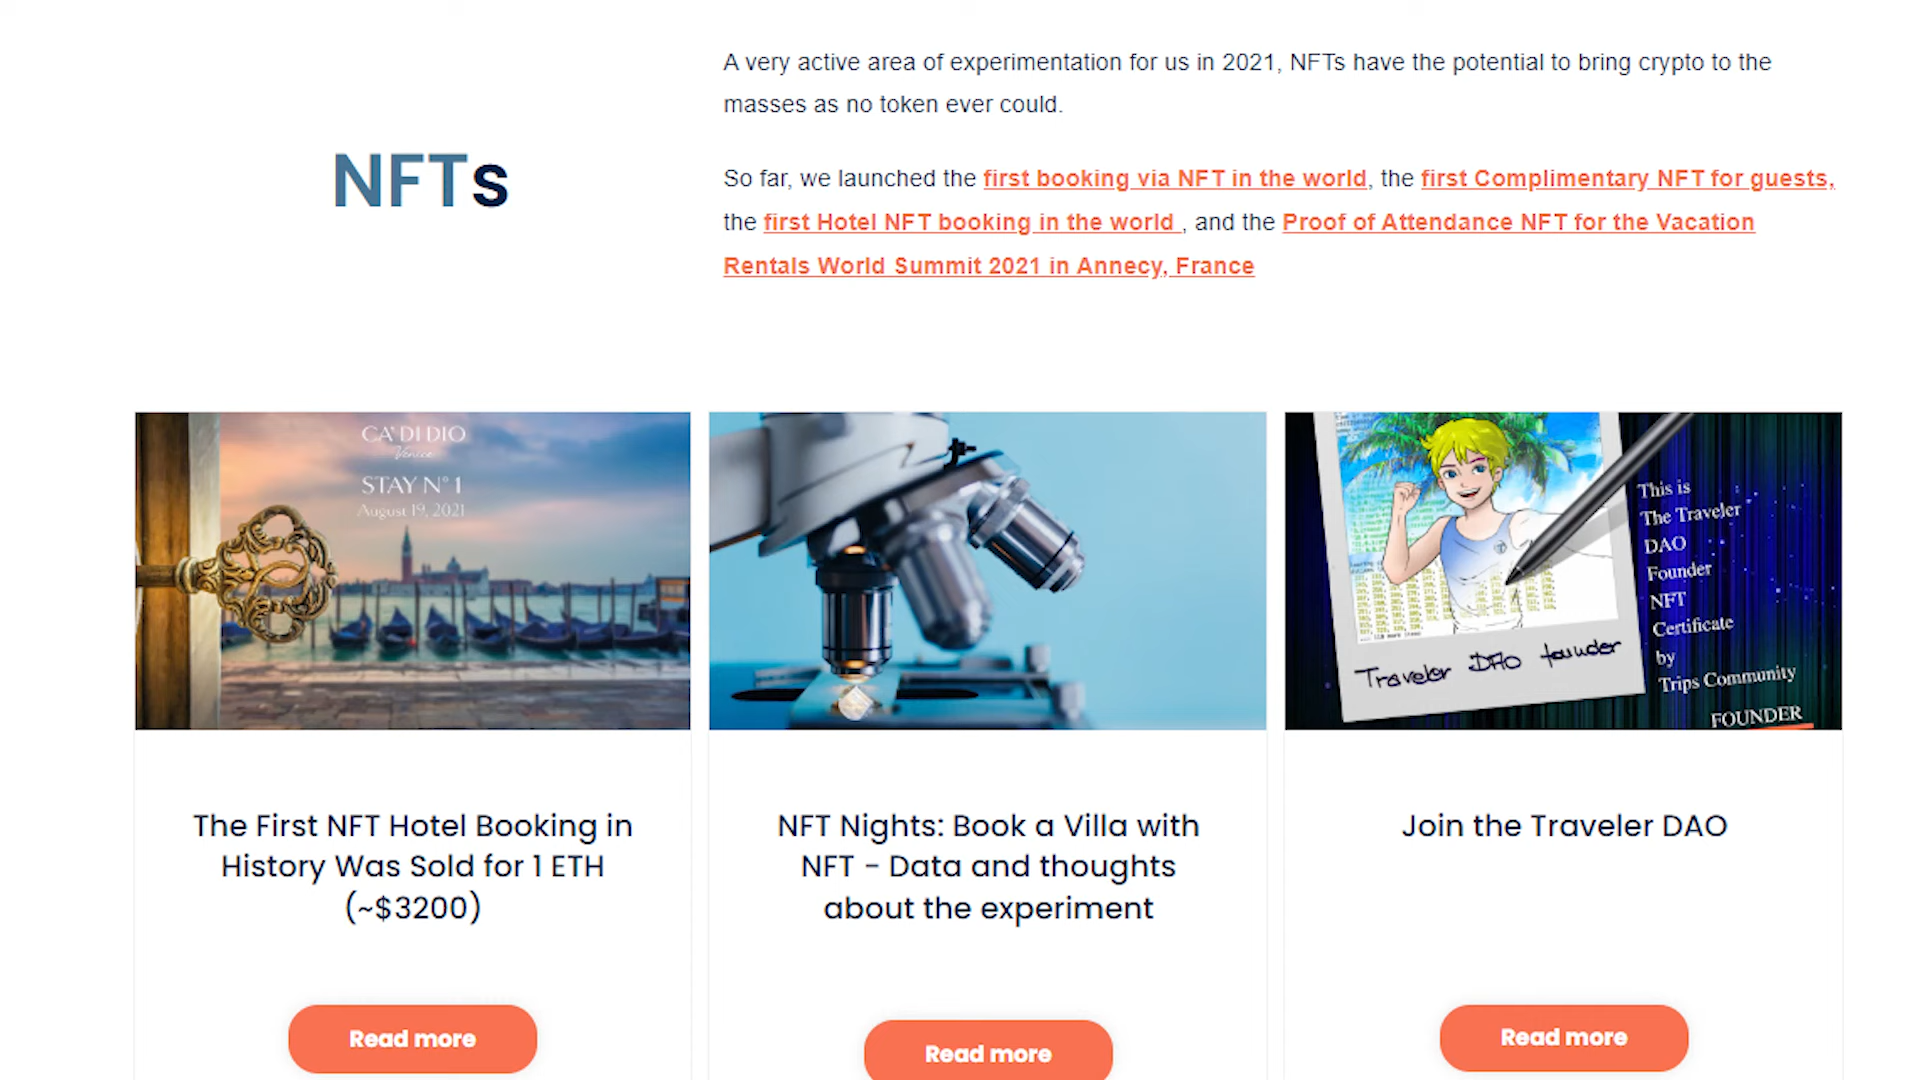 A very active area of experimentation for us in 2021, NFTs have the potential to bring crypto to the
masses as no token ever could.
NFTs
So far, we launched the first booking via NFT in the world, the first Complimentary NFT for guests,
the first Hotel NFT booking in the world , and the Proof of Attendance NFT for the Vacation
Rentals World Summit 2021 in Annecy, France
CA' DI DIO
Venice
STAY N° 1
August 19, 2021
This is
The Traveler
DAO
Founder
NFT
Certificate
by
Trips Community
FOUNDER
Traveler DAO founder
The First NFT Hotel Booking in
History Was Sold for 1 ETH
(~$3200)
NFT Nights: Book a Villa with
NFT - Data and thoughts
about the experiment
Join the Traveler DAO
Read more
Read more
Read more